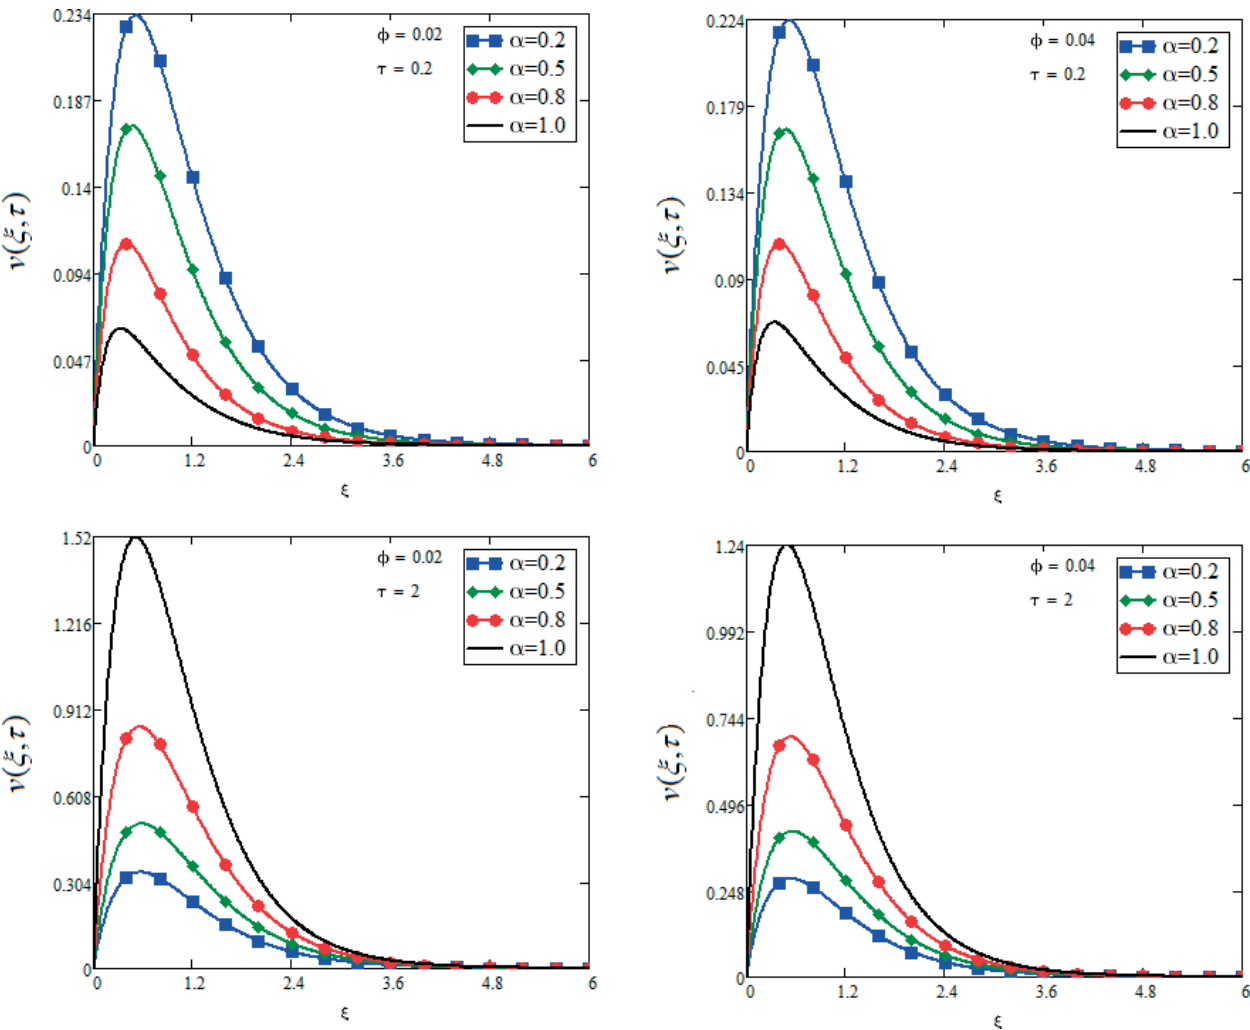 0.234
0.187
0.14
0.094
0.047
0
v(ξ,τ)
ϕ = 0.02
τ = 0.2
α=0.2
α=0.5
α=0.8
α=1.0
0 1.2 2.4 3.6 4.8 6
ξ
0.224
0.179
0.134
0.09
0.045
0
v(ξ,τ)
ϕ = 0.04
τ = 0.2
α=0.2
α=0.5
α=0.8
α=1.0
0 1.2 2.4 3.6 4.8 6
ξ
1.52
1.216
0.912
0.608
0.304
0
v(ξ,τ)
ϕ = 0.02
τ = 2
α=0.2
α=0.5
α=0.8
α=1.0
0 1.2 2.4 3.6 4.8 6
ξ
1.24
0.992
0.744
0.496
0.248
0
v(ξ,τ)
ϕ = 0.04
τ = 2
α=0.2
α=0.5
α=0.8
α=1.0
0 1.2 2.4 3.6 4.8 6
ξ